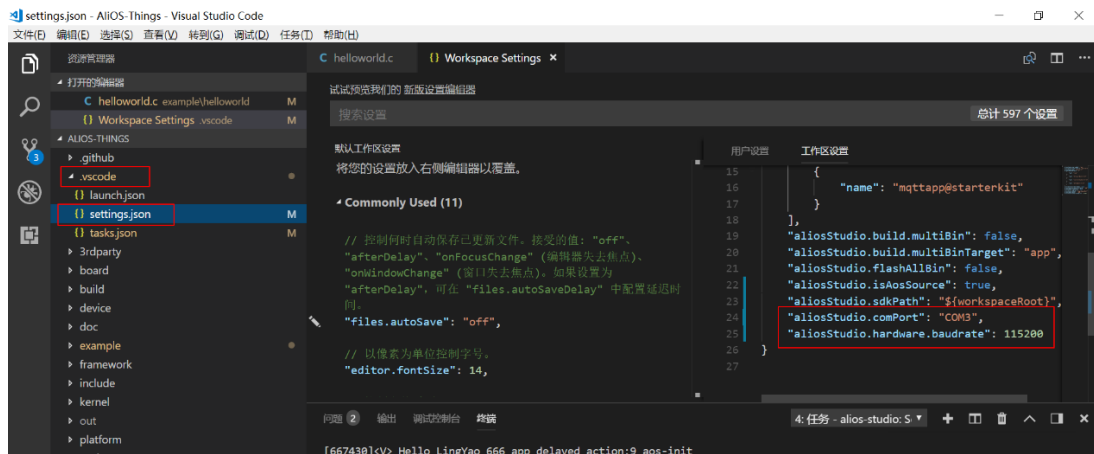 settings.json - AliOS-Things - Visual Studio Code
文件(F) 编辑(E) 选择(S) 查看(V) 转到(G) 调试(D) 任务(T) 帮助(H)
资源管理器
C helloworld.c
{} Workspace Settings ×
打开的编辑器
C helloworld.c example\helloworld M
{} Workspace Settings .vscode M
ALIOS-THINGS
.github
.vscode
{} launch.json
{} settings.json M
{} tasks.json M
3rdparty
board
build
device
doc
example
framework
include
kernel
out
platform
3
试试预览我们的 新版设置编辑器
搜索设置
总计 597 个设置
默认工作区设置
将您的设置放入右侧编辑器以覆盖。
Commonly Used (11)
// 控制何时自动保存已更新文件。接受的值: "off"、
"afterDelay"、"onFocusChange" (编辑器失去焦点)、
"onWindowChange" (窗口失去焦点)。如果设置为
"afterDelay"，可在 "files.autoSaveDelay" 中配置延迟时
间。
"files.autoSave": "off",
// 以像素为单位控制字号。
"editor.fontSize": 14,
用户设置 工作区设置
15 {
16 "name": "mqttapp@starterkit"
17 }
18 ],
19 "aliosStudio.build.multiBin": false,
20 "aliosStudio.build.multiBinTarget": "app",
21 "aliosStudio.flashAllBin": false,
22 "aliosStudio.isAosSource": true,
23 "aliosStudio.sdkPath": "${workspaceRoot}",
24 "aliosStudio.comPort": "COM3",
25 "aliosStudio.hardware.baudrate": 115200
26 }
27
问题 2 输出 调试控制台 终端
4: 任务 - alios-studio: S
[667430]<V> Hello LingYao 666 app_delayed_action:9 aos-init